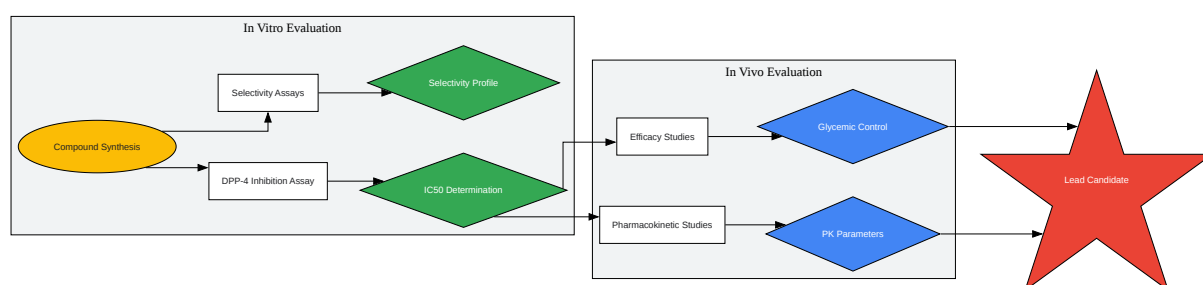 In Vitro Evaluation
Selectivity Profile
Selectivity Assays
Compound Synthesis
DPP-4 Inhibition Assay
IC50 Determination
In Vivo Evaluation
Efficacy Studies
Glycemic Control
Pharmacokinetic Studies
PK Parameters
Lead Candidate